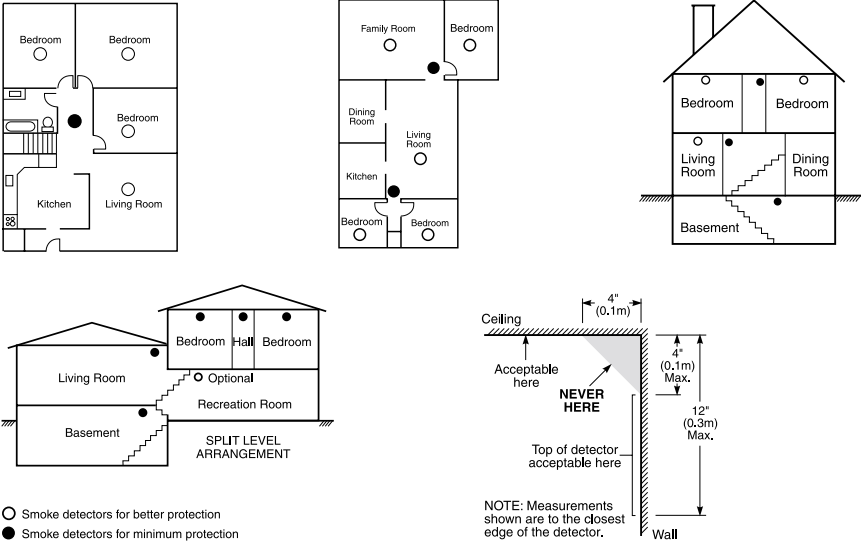 Bedroom
Bedroom
Bedroom
Kitchen
Living Room
Family Room
Bedroom
Dining
Room
Living
Room
Kitchen
Bedroom
Bedroom
Bedroom
Bedroom
Living
Room
Dining
Room
Basement
Bedroom
Hall
Bedroom
Living Room
Optional
Recreation Room
Basement
SPLIT LEVEL
ARRANGEMENT
4"
(0.1m)
Ceiling
Acceptable
here
NEVER
HERE
4"
(0.1m)
Max.
12"
(0.3m)
Max.
Top of detector
acceptable here
NOTE: Measurements
shown are to the closest
edge of the detector.
Wall
Smoke detectors for better protection
Smoke detectors for minimum protection